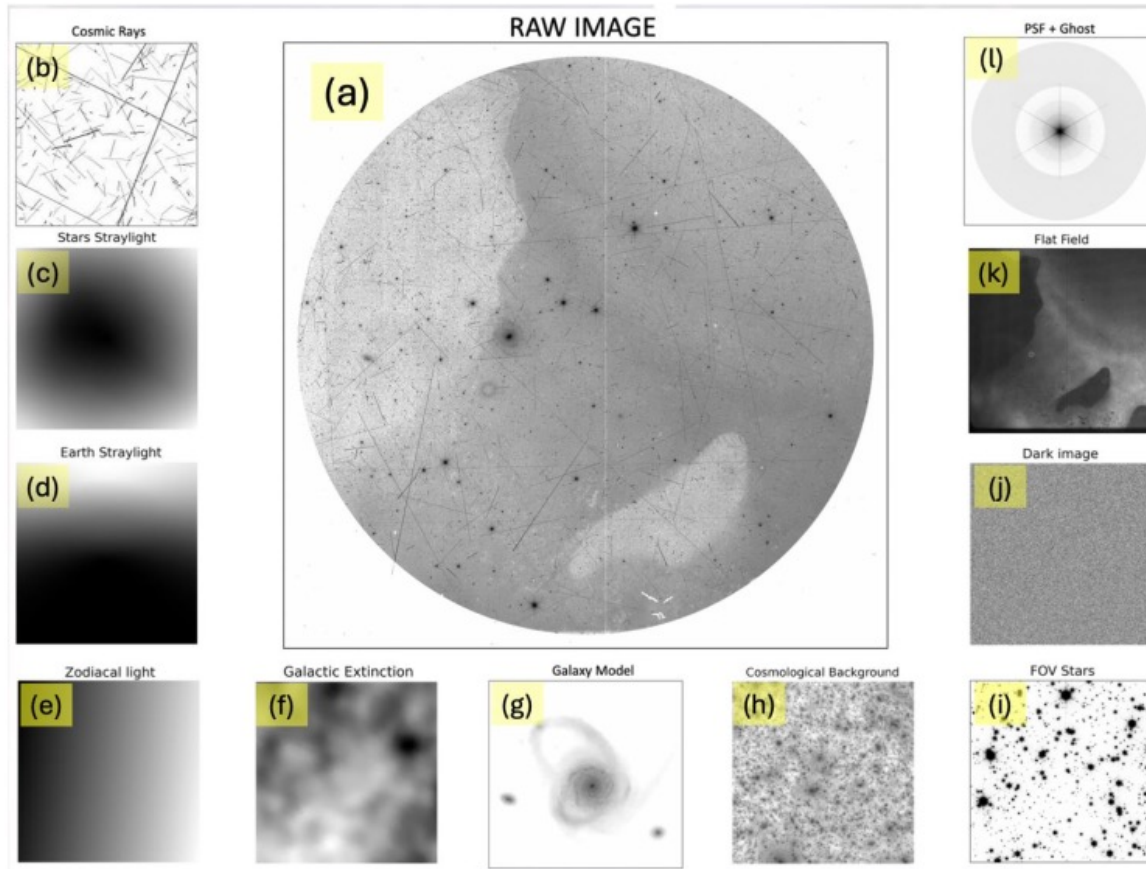 RAW IMAGE
(a)
Cosmic Rays
(b)
Stars Straylight
(c)
Earth Straylight
(d)
Zodiacal light
(e)
Galactic Extinction
(f)
Galaxy Model
(g)
Cosmological Background
(h)
FOV Stars
(i)
Dark image
(j)
Flat Field
(k)
PSF + Ghost
(l)